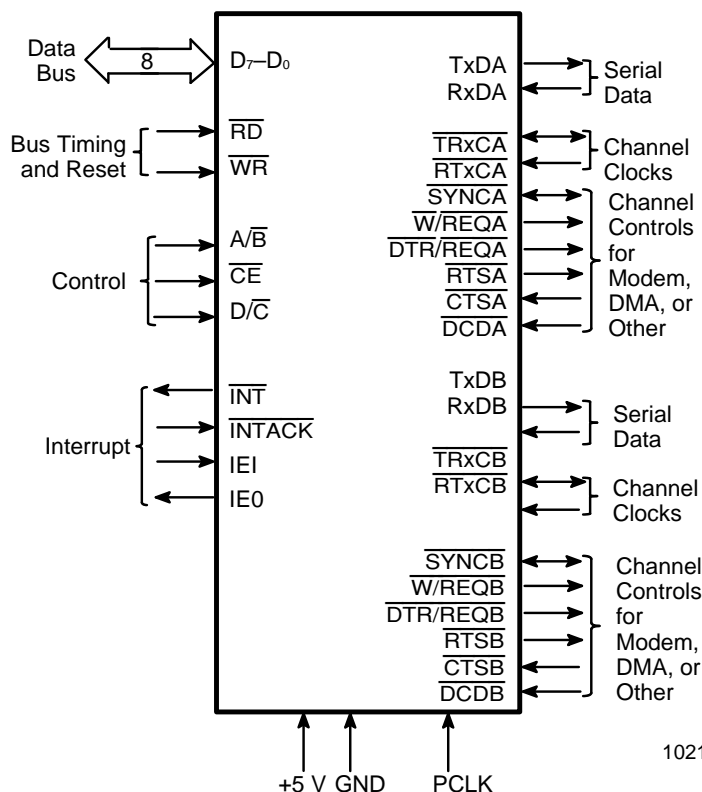 Data
Bus
8
D7–D0
Bus Timing
and Reset
RD
WR
Control
A/B
CE
D/C
Interrupt
INT
INTACK
IEI
IE0
TxDA
RxDA
Serial
Data
TRxCA
RTxCA
Channel
Clocks
SYNCA
W/REQA
DTR/REQA
RTSA
CTSA
DCDA
Channel
Controls
for
Modem,
DMA, or
Other
TxDB
RxDB
Serial
Data
TRxCB
RTxCB
Channel
Clocks
SYNCB
W/REQB
DTR/REQB
RTSB
CTSB
DCDB
Channel
Controls
for
Modem,
DMA, or
Other
+5 V GND PCLK
1021